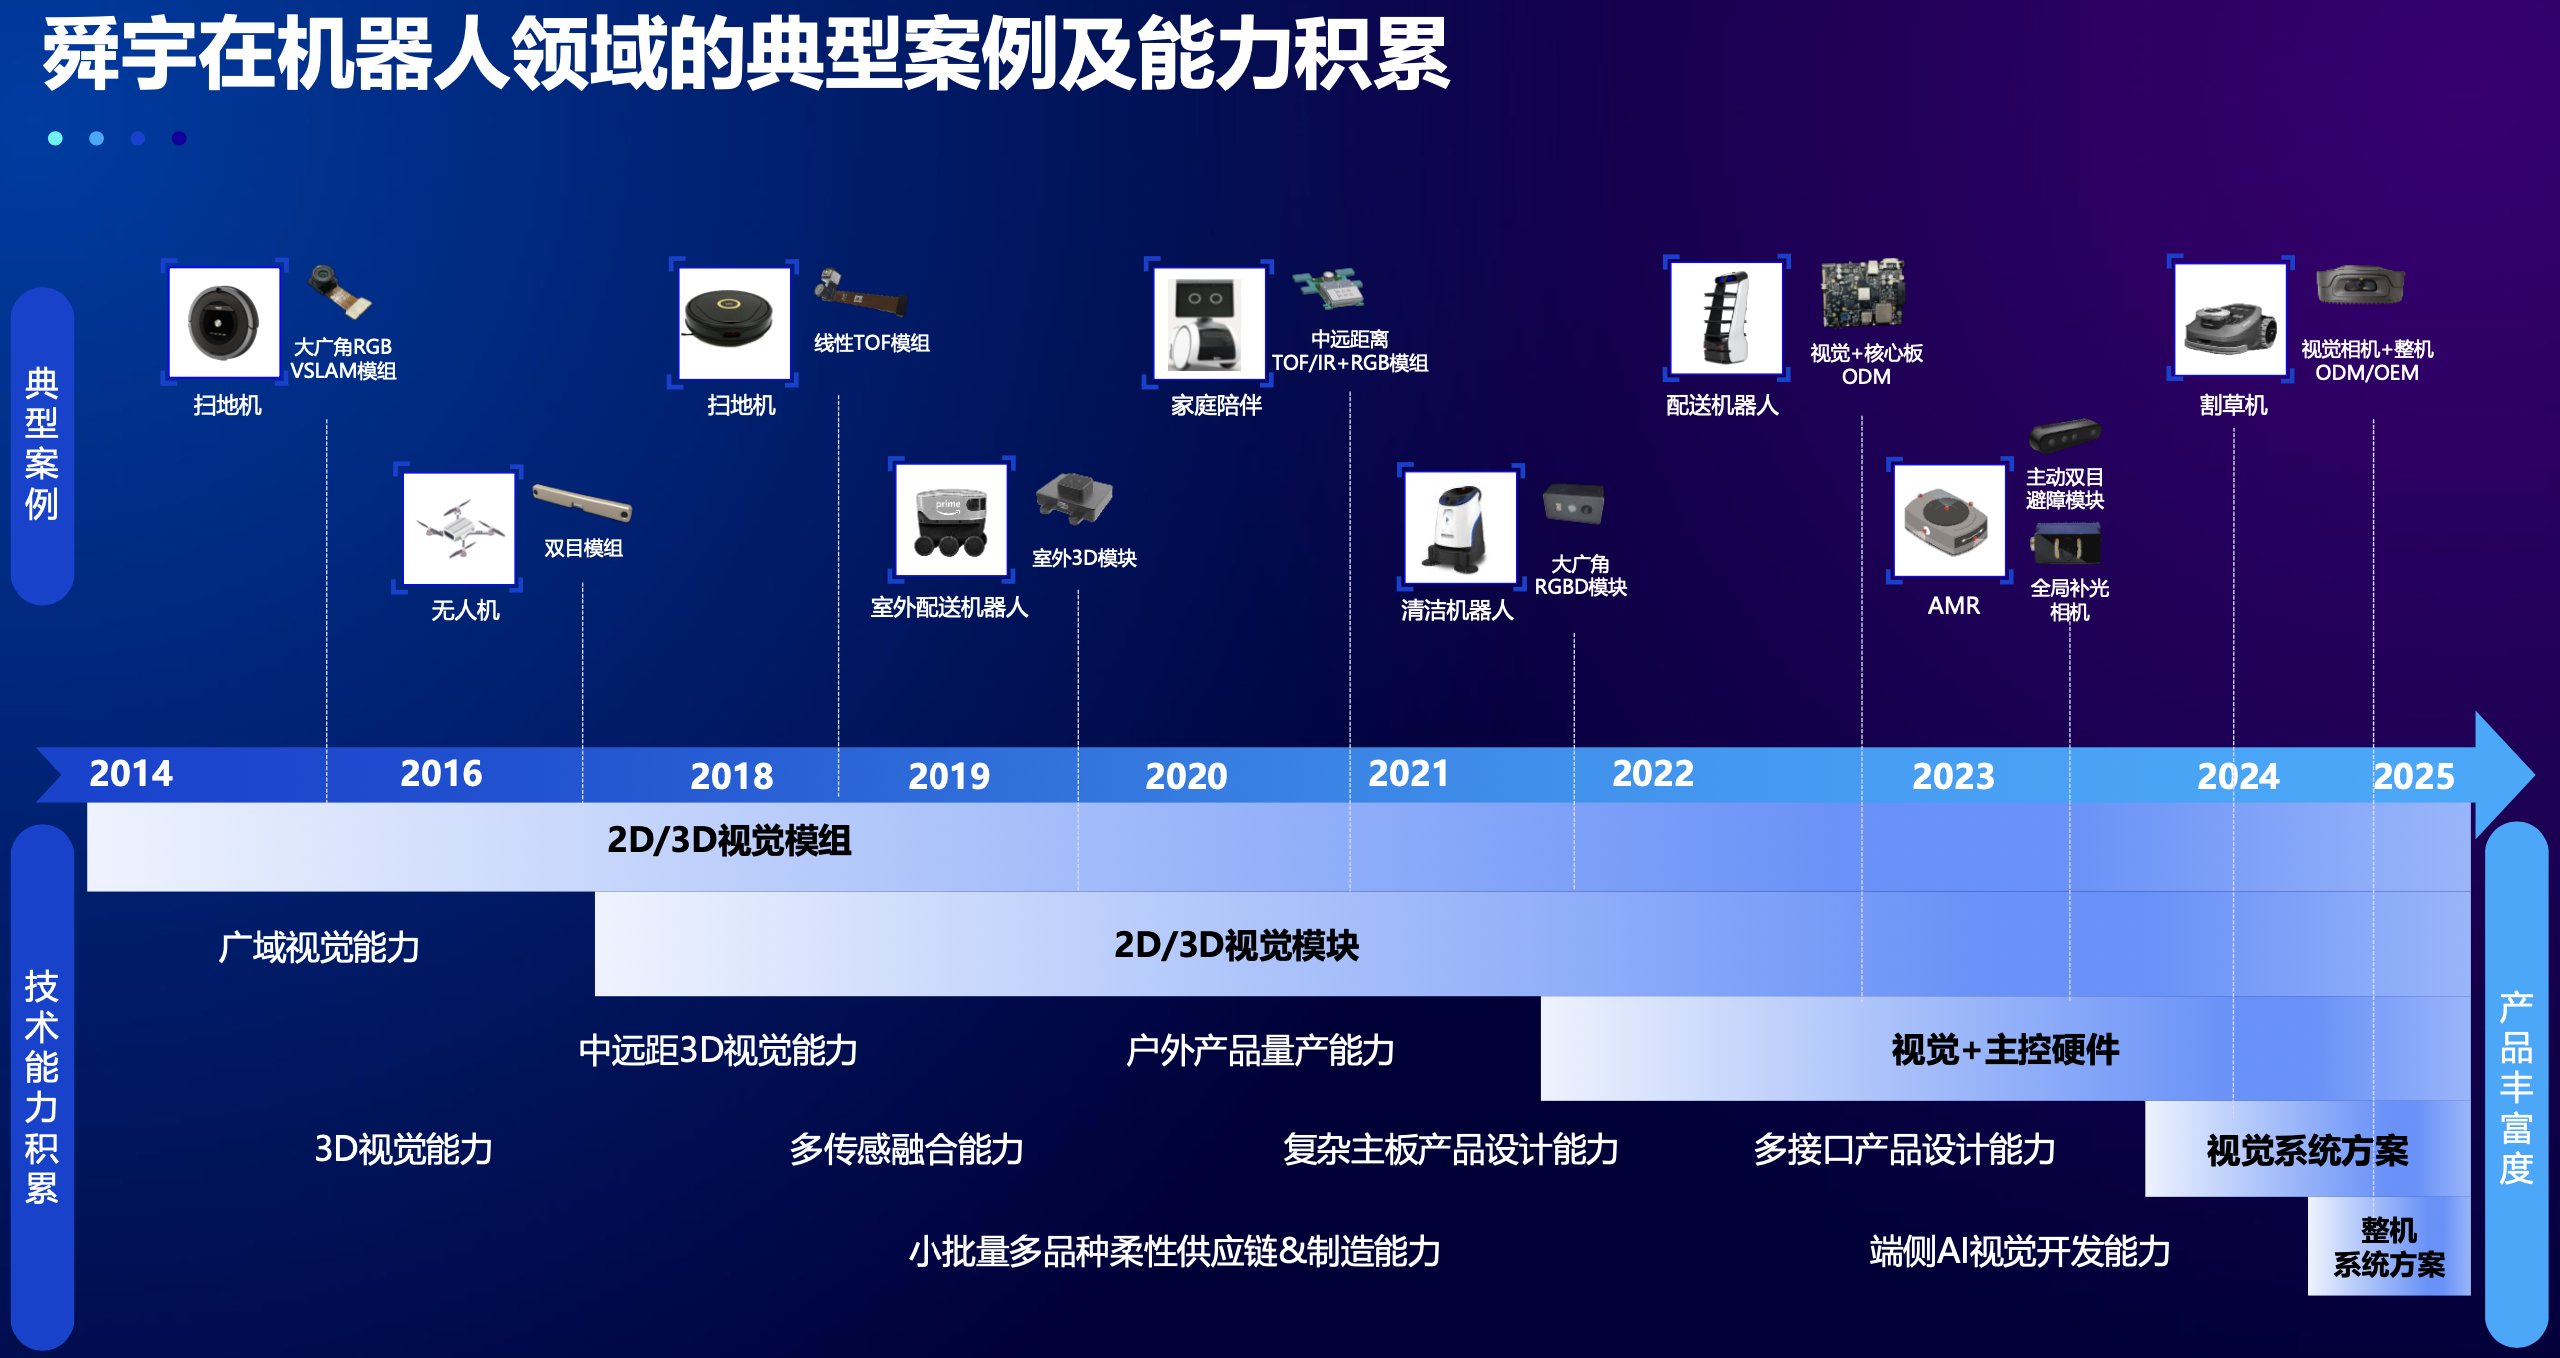 舜宇在机器人领域的典型案例及能力积累
典型案例
大广角RGB
VSLAM模组
扫地机
双目模组
无人机
线性TOF模组
扫地机
prime
室外3D模块
室外配送机器人
中远距离
TOF/IR+RGB模组
家庭陪伴
大广角
RGBD模块
清洁机器人
视觉+核心板
ODM
配送机器人
主动双目
避障模块
全局补光
相机
AMR
视觉相机+整机
ODM/OEM
割草机
2014
2016
2018
2019
2020
2021
2022
2023
2024
2025
技术能力积累
2D/3D视觉模组
广域视觉能力
2D/3D视觉模块
中远距3D视觉能力
户外产品量产能力
视觉+主控硬件
3D视觉能力
多传感融合能力
复杂主板产品设计能力
多接口产品设计能力
视觉系统方案
小批量多品种柔性供应链&制造能力
端侧AI视觉开发能力
整机
系统方案
产品丰富度